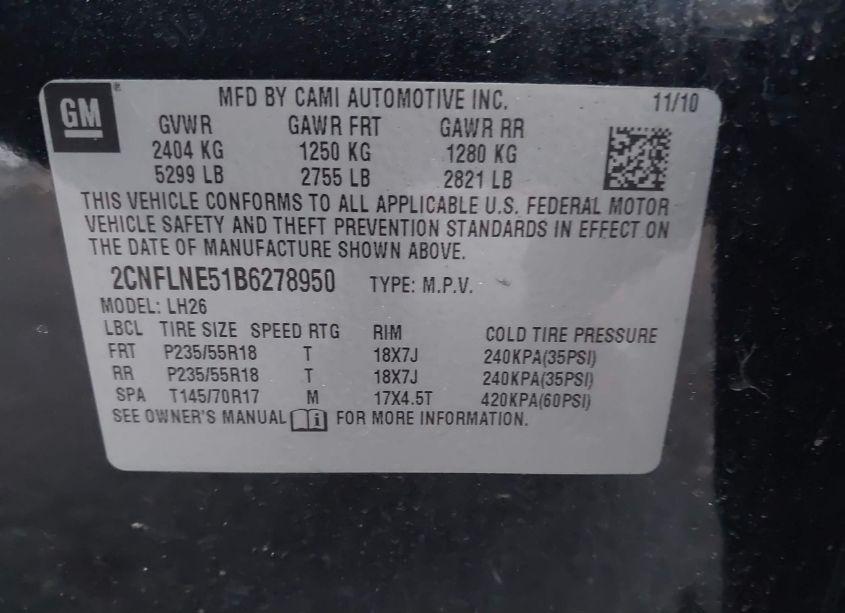 GM
MFD BY CAMI AUTOMOTIVE INC. 11/10
GVWR GAWR FRT GAWR RR
2404 KG 1250 KG 1280 KG
5299 LB 2755 LB 2821 LB
THIS VEHICLE CONFORMS TO ALL APPLICABLE U.S. FEDERAL MOTOR
VEHICLE SAFETY AND THEFT PREVENTION STANDARDS IN EFFECT ON
THE DATE OF MANUFACTURE SHOWN ABOVE.
2CNFLNE51B6278950 TYPE: M.P.V.
MODEL: LH26
LBCL TIRE SIZE SPEED RTG RIM COLD TIRE PRESSURE
FRT P235/55R18 T 18X7J 240KPA(35PSI)
RR P235/55R18 T 18X7J 240KPA(35PSI)
SPA T145/70R17 M 17X4.5T 420KPA(60PSI)
SEE OWNER'S MANUAL i FOR MORE INFORMATION.